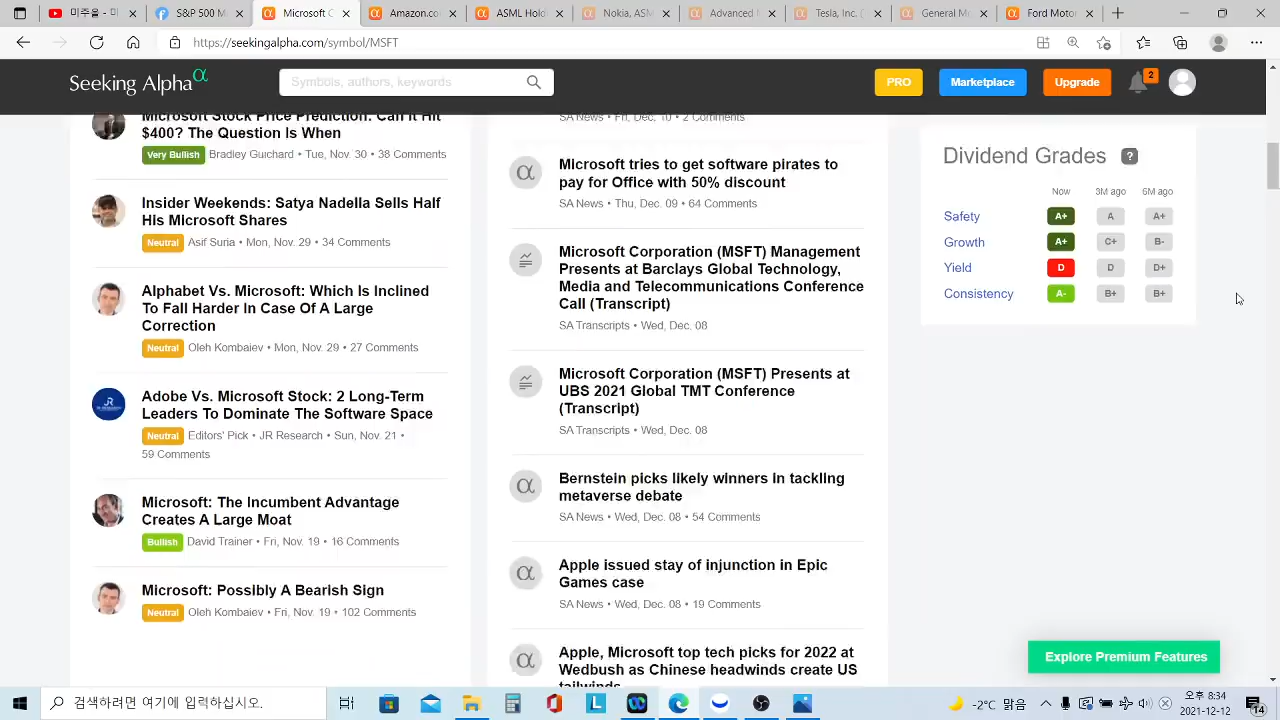 S&P 500 M
Amazon.c
ASML Hold
Nokia, ASM
Advanced
Tesla, Inc. (
General M
Ford Motor
https://seekingalpha.com/symbol/MSFT
Seeking Alpha α
Symbols, authors, keywords
PRO
Marketplace
Upgrade
2
Microsoft Stock Price Prediction: Can It Hit
$400? The Question Is When
Very Bullish Bradley Guichard • Tue, Nov. 30 • 38 Comments
Insider Weekends: Satya Nadella Sells Half
His Microsoft Shares
Neutral Asif Suria • Mon, Nov. 29 • 34 Comments
Alphabet Vs. Microsoft: Which Is Inclined
To Fall Harder In Case Of A Large
Correction
Neutral Oleh Kombaiev • Mon, Nov. 29 • 27 Comments
Adobe Vs. Microsoft Stock: 2 Long-Term
Leaders To Dominate The Software Space
Neutral Editors' Pick • JR Research • Sun, Nov. 21 •
59 Comments
Microsoft: The Incumbent Advantage
Creates A Large Moat
Bullish David Trainer • Fri, Nov. 19 • 16 Comments
Microsoft: Possibly A Bearish Sign
Neutral Oleh Kombaiev • Fri, Nov. 19 • 102 Comments
SA News • Fri, Dec. 10 • 2 Comments
Microsoft tries to get software pirates to
pay for Office with 50% discount
SA News • Thu, Dec. 09 • 64 Comments
Microsoft Corporation (MSFT) Management
Presents at Barclays Global Technology,
Media and Telecommunications Conference
Call (Transcript)
SA Transcripts • Wed, Dec. 08
Microsoft Corporation (MSFT) Presents at
UBS 2021 Global TMT Conference
(Transcript)
SA Transcripts • Wed, Dec. 08
Bernstein picks likely winners in tackling
metaverse debate
SA News • Wed, Dec. 08 • 54 Comments
Apple issued stay of injunction in Epic
Games case
SA News • Wed, Dec. 08 • 19 Comments
Apple, Microsoft top tech picks for 2022 at
Wedbush as Chinese headwinds create US
tailwinds
Dividend Grades ?
Now 3M ago 6M ago
Safety A+ A A+
Growth A+ C+ B-
Yield D D D+
Consistency A- B+ B+
Explore Premium Features
검색하려면 여기에 입력하십시오.
-2°C 맑음
오후 8:34
2021-12-12
14